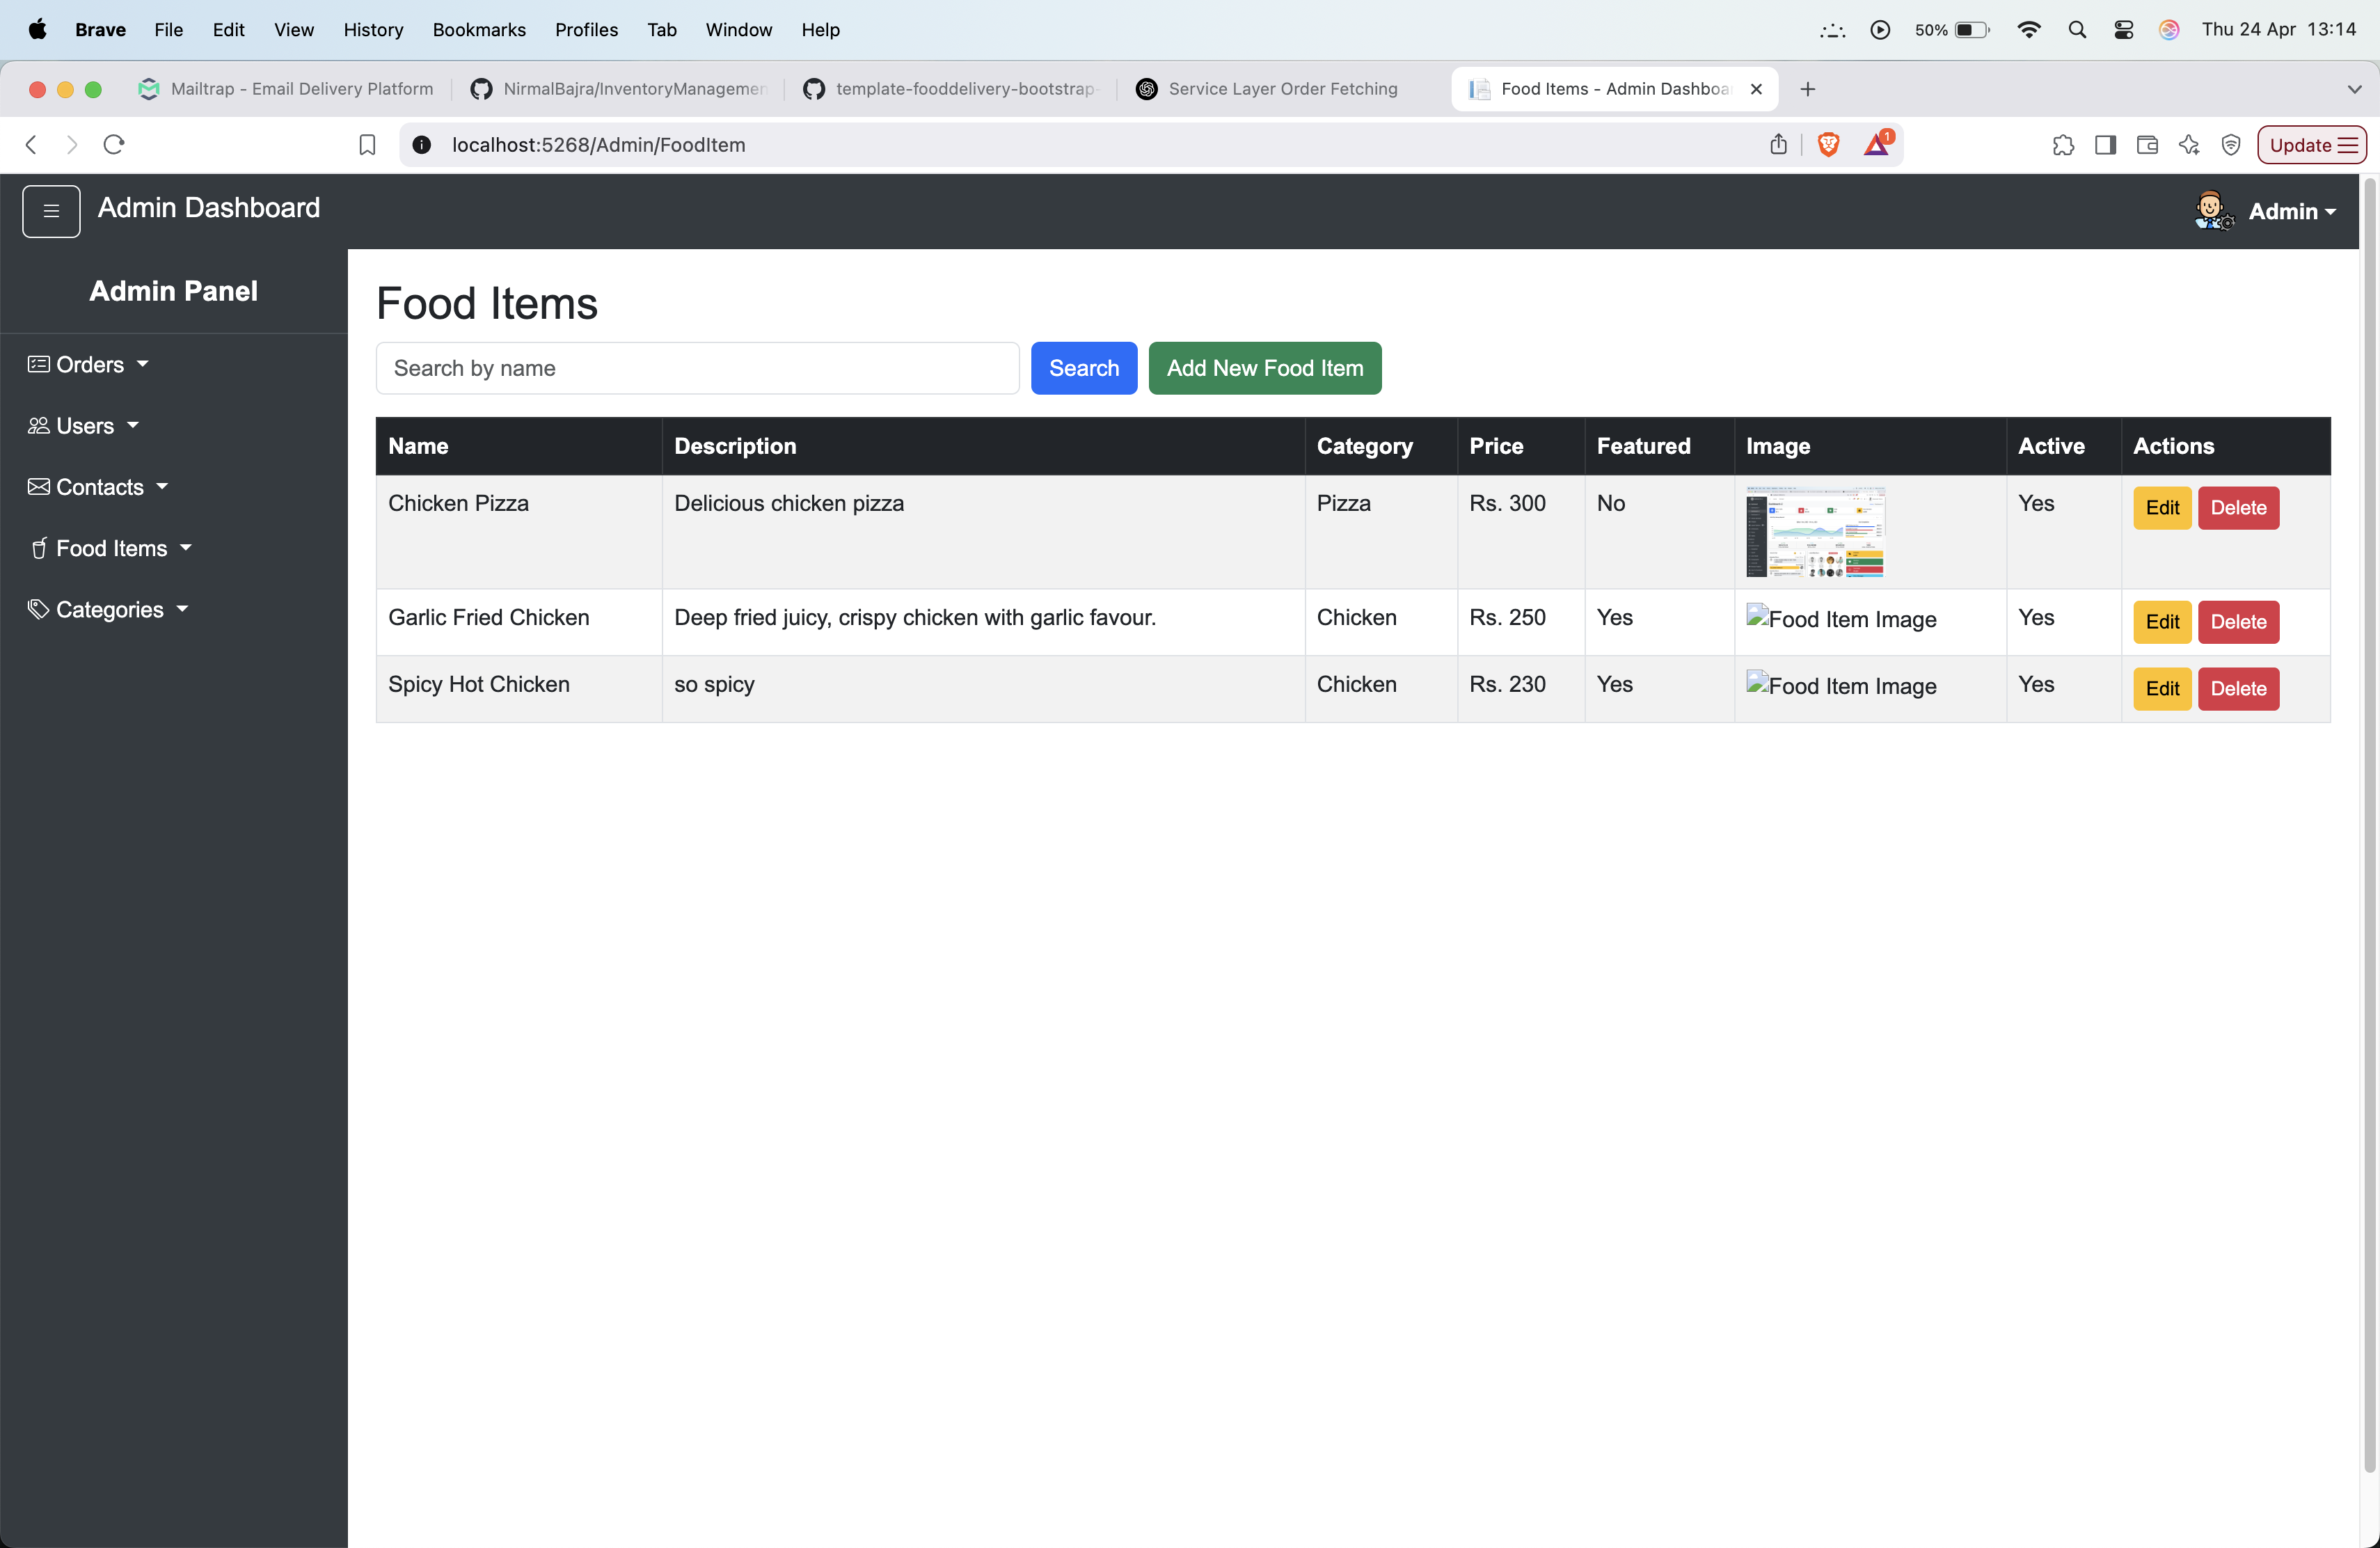 Brave File Edit View History Bookmarks Profiles Tab Window Help 50% Thu 24 Apr 13:14
Mailtrap - Email Delivery Platform NirmalBajra/InventoryManagemen template-fooddelivery-bootstrap- Service Layer Order Fetching Food Items - Admin Dashboa
localhost:5268/Admin/FoodItem 1 Update
Admin Dashboard Admin
Admin Panel
Orders
Users
Contacts
Food Items
Categories
Food Items
Search by name Search Add New Food Item
Name Description Category Price Featured Image Active Actions
Chicken Pizza Delicious chicken pizza Pizza Rs. 300 No Yes Edit Delete
Garlic Fried Chicken Deep fried juicy, crispy chicken with garlic favour. Chicken Rs. 250 Yes Food Item Image Yes Edit Delete
Spicy Hot Chicken so spicy Chicken Rs. 230 Yes Food Item Image Yes Edit Delete